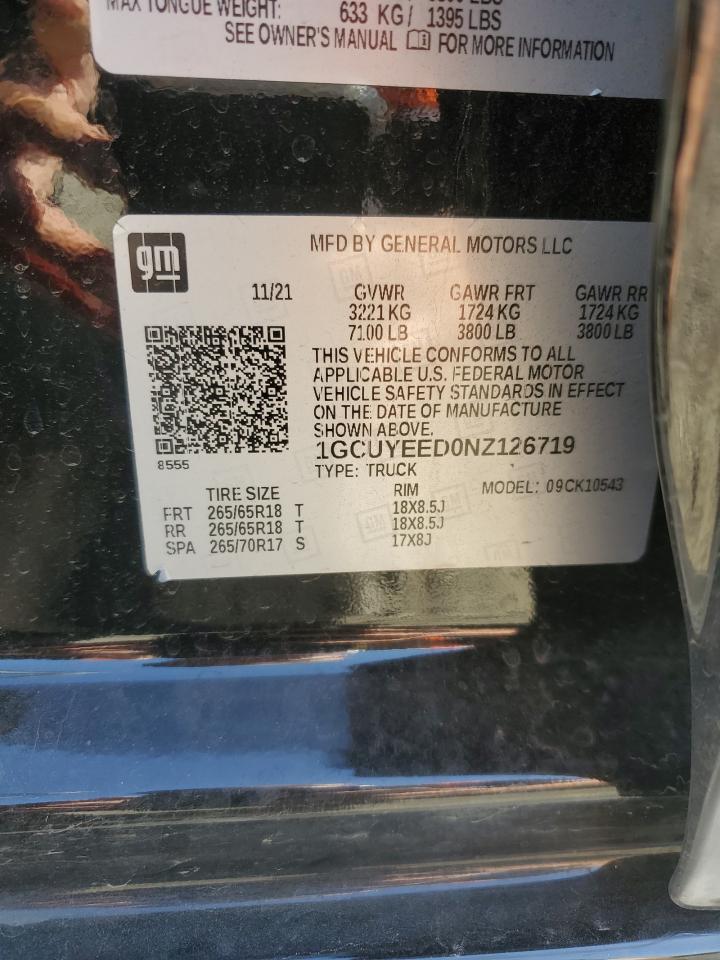 MAX TONGUE WEIGHT: 633 KG/ 1395 LBS
SEE OWNER'S MANUAL FOR MORE INFORMATION
gm
MFD BY GENERAL MOTORS LLC
11/21 GVWR GAWR FRT GAWR RR
3221 KG 1724 KG 1724 KG
7100 LB 3800 LB 3800 LB
THIS VEHICLE CONFORMS TO ALL
APPLICABLE U.S. FEDERAL MOTOR
VEHICLE SAFETY STANDARDS IN EFFECT
ON THE DATE OF MANUFACTURE
SHOWN ABOVE.
1GCUYEED0NZ126719
8555
TYPE: TRUCK
MODEL: 09CK10543
TIRE SIZE RIM
FRT 265/65R18 T 18X8.5J
RR 265/65R18 T 18X8.5J
SPA 265/70R17 S 17X8J